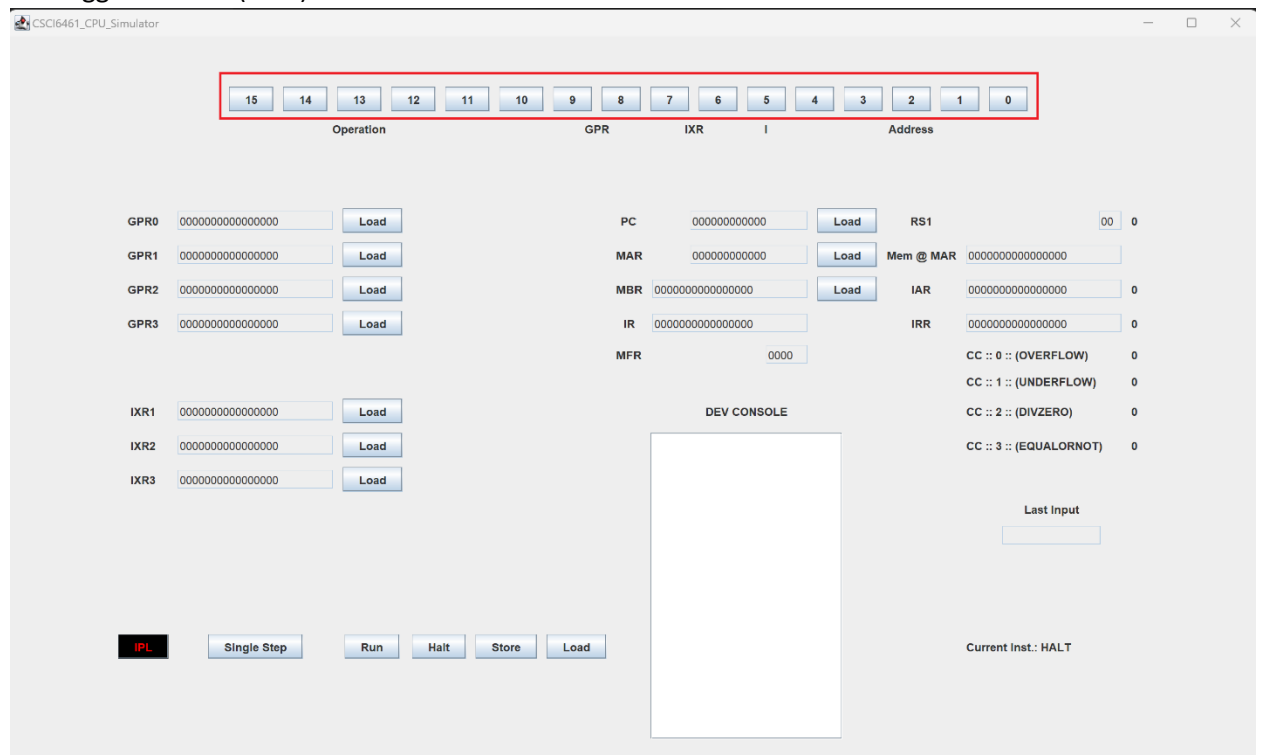 CSCI6461_CPU_Simulator
15 14 13 12 11 10 9 8 7 6 5 4 3 2 1 0
Operation GPR IXR I Address
GPR0 0000000000000000 Load PC 000000000000 Load RS1 00 0
GPR1 0000000000000000 Load MAR 000000000000 Load Mem @ MAR 0000000000000000
GPR2 0000000000000000 Load MBR 0000000000000000 Load IAR 0000000000000000 0
GPR3 0000000000000000 Load IR 0000000000000000 IRR 0000000000000000 0
MFR 0000 CC :: 0 :: (OVERFLOW) 0
CC :: 1 :: (UNDERFLOW) 0
IXR1 0000000000000000 Load DEV CONSOLE CC :: 2 :: (DIVZERO) 0
IXR2 0000000000000000 Load CC :: 3 :: (EQUALORNOT) 0
IXR3 0000000000000000 Load
Last Input
IPL Single Step Run Halt Store Load Current Inst.: HALT